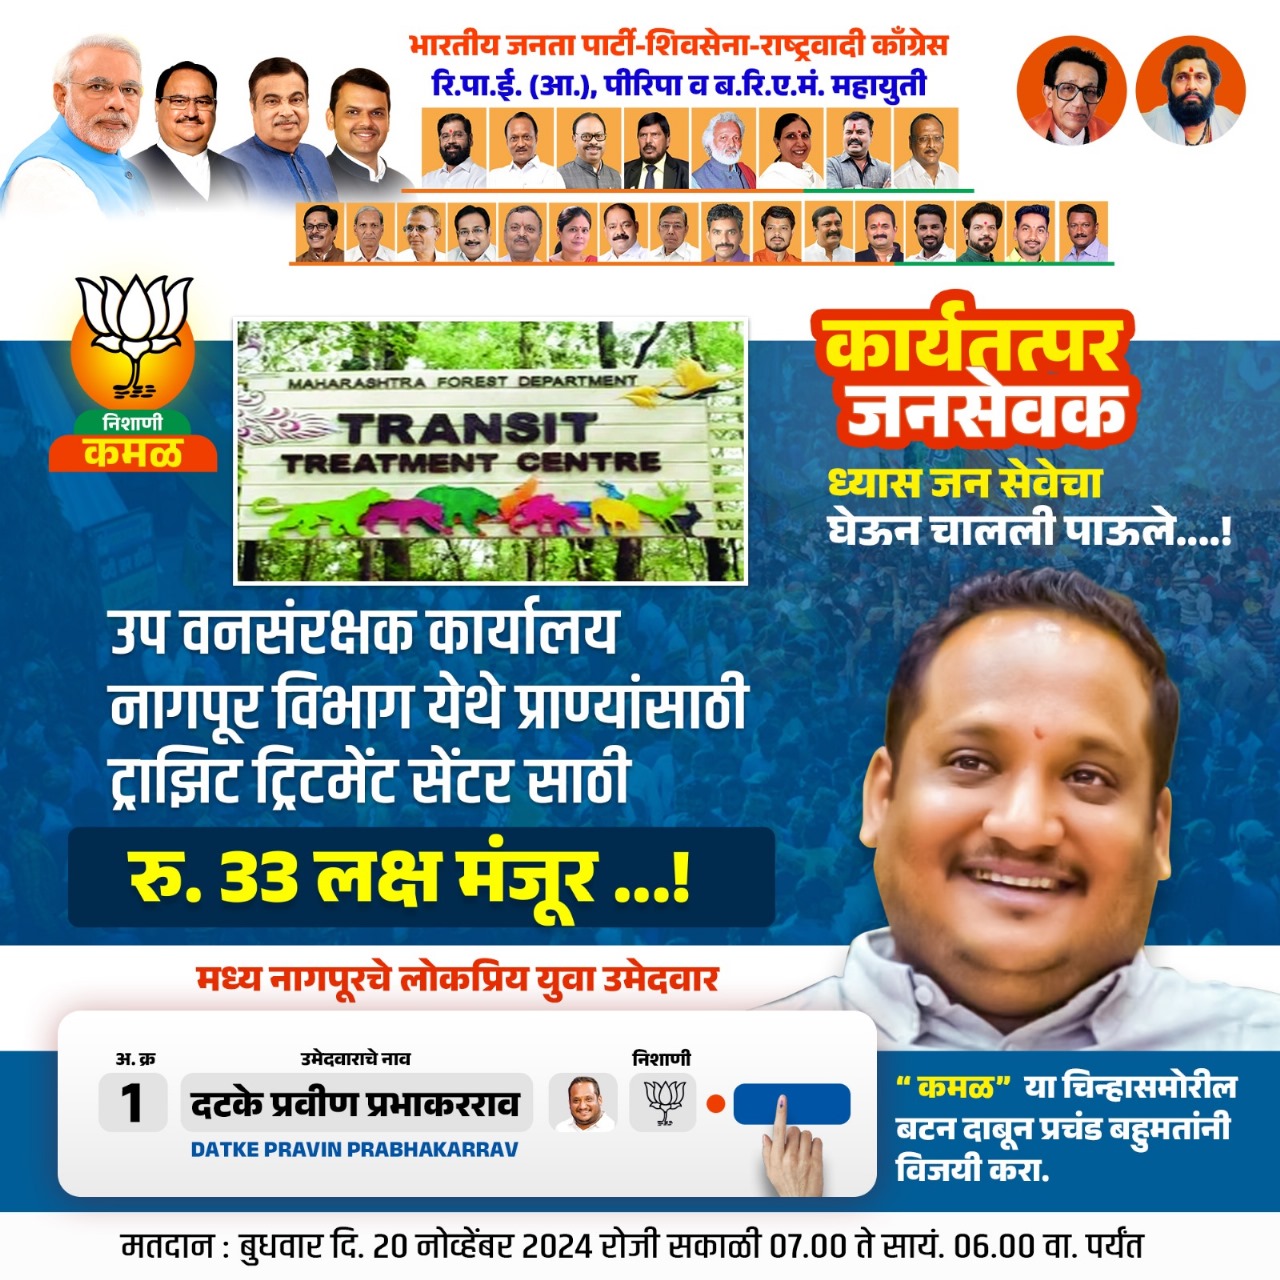 भारतीय जनता पार्टी-शिवसेना-राष्ट्रवादी काँग्रेस
रि.पा.ई. (आ.), पीरिपा व ब.रि.ए.मं. महायुती
निशाणी
कमळ
MAHARASHTRA FOREST DEPARTMENT
TRANSIT
TREATMENT CENTRE
कार्यतत्पर
जनसेवक
ध्यास जन सेवेचा
घेऊन चालली पाऊले....!
उप वनसंरक्षक कार्यालय
नागपूर विभाग येथे प्राण्यांसाठी
ट्राझिट ट्रिटमेंट सेंटर साठी
रु. 33 लक्ष मंजूर ...!
मध्य नागपूरचे लोकप्रिय युवा उमेदवार
अ. क्र उमेदवाराचे नाव निशाणी
1 दटके प्रवीण प्रभाकरराव
DATKE PRAVIN PRABHAKARRAV
“ कमळ” या चिन्हासमोरील
बटन दाबून प्रचंड बहुमतांनी
विजयी करा.
मतदान : बुधवार दि. 20 नोव्हेंबर 2024 रोजी सकाळी 07.00 ते सायं. 06.00 वा. पर्यंत